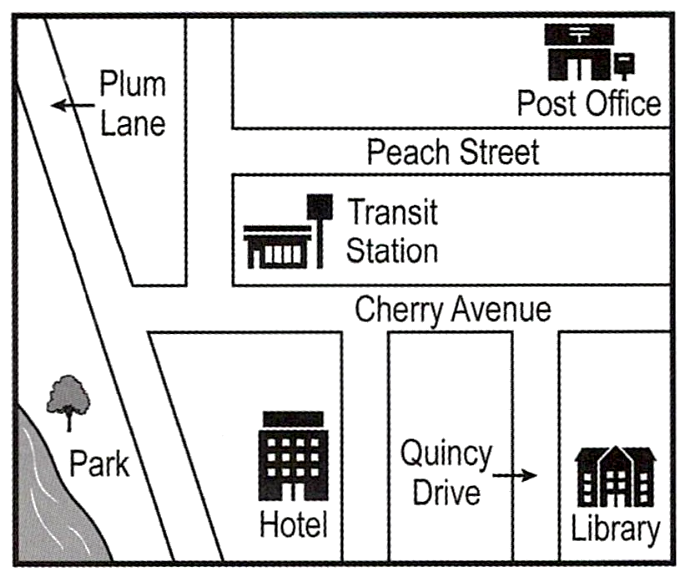 Plum
Lane
Post Office
Peach Street
Transit
Station
Cherry Avenue
Park
Hotel
Quincy
Drive
Library